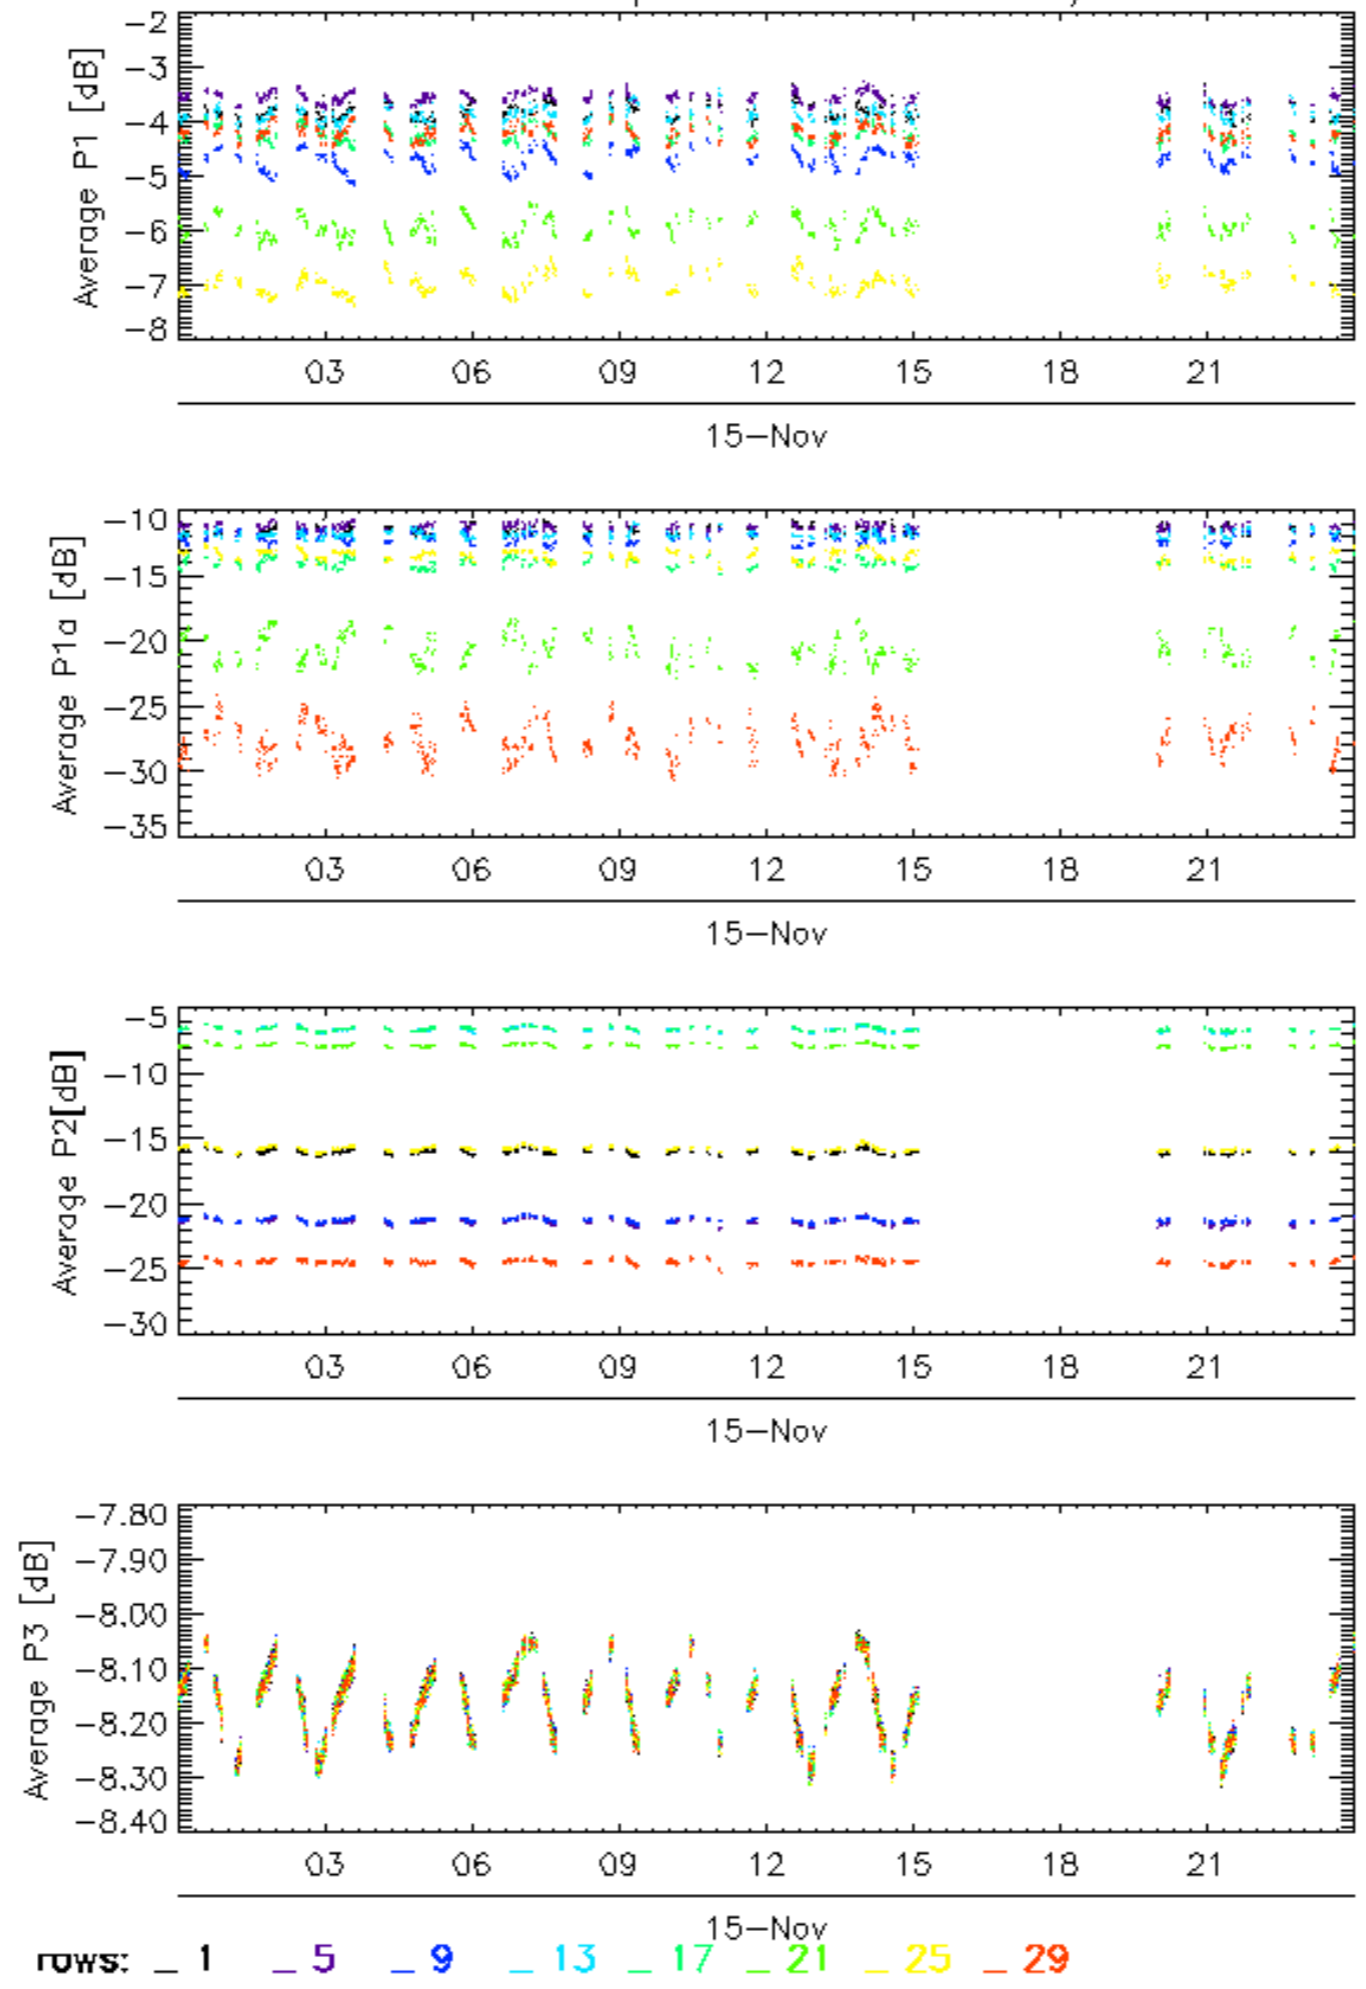 Average P1 [dB]
−2
−3
−4
−5
−6
−7
−8
03 06 09 12 15 18 21
15−Nov
Average P1a [dB]
−10
−15
−20
−25
−30
−35
03 06 09 12 15 18 21
15−Nov
Average P2[dB]
−5
−10
−15
−20
−25
−30
03 06 09 12 15 18 21
15−Nov
Average P3 [dB]
−7.80
−7.90
−8.00
−8.10
−8.20
−8.30
−8.40
03 06 09 12 15 18 21
15−Nov
rows: _ 1 _ 5 _ 9 _ 13 _ 17 _ 21 _ 25 _ 29